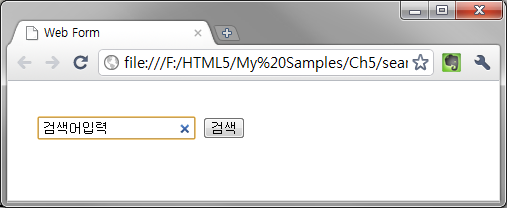 Web Form
file:///F:/HTML5/My%20Samples/Ch5/sear
검색어입력 검색